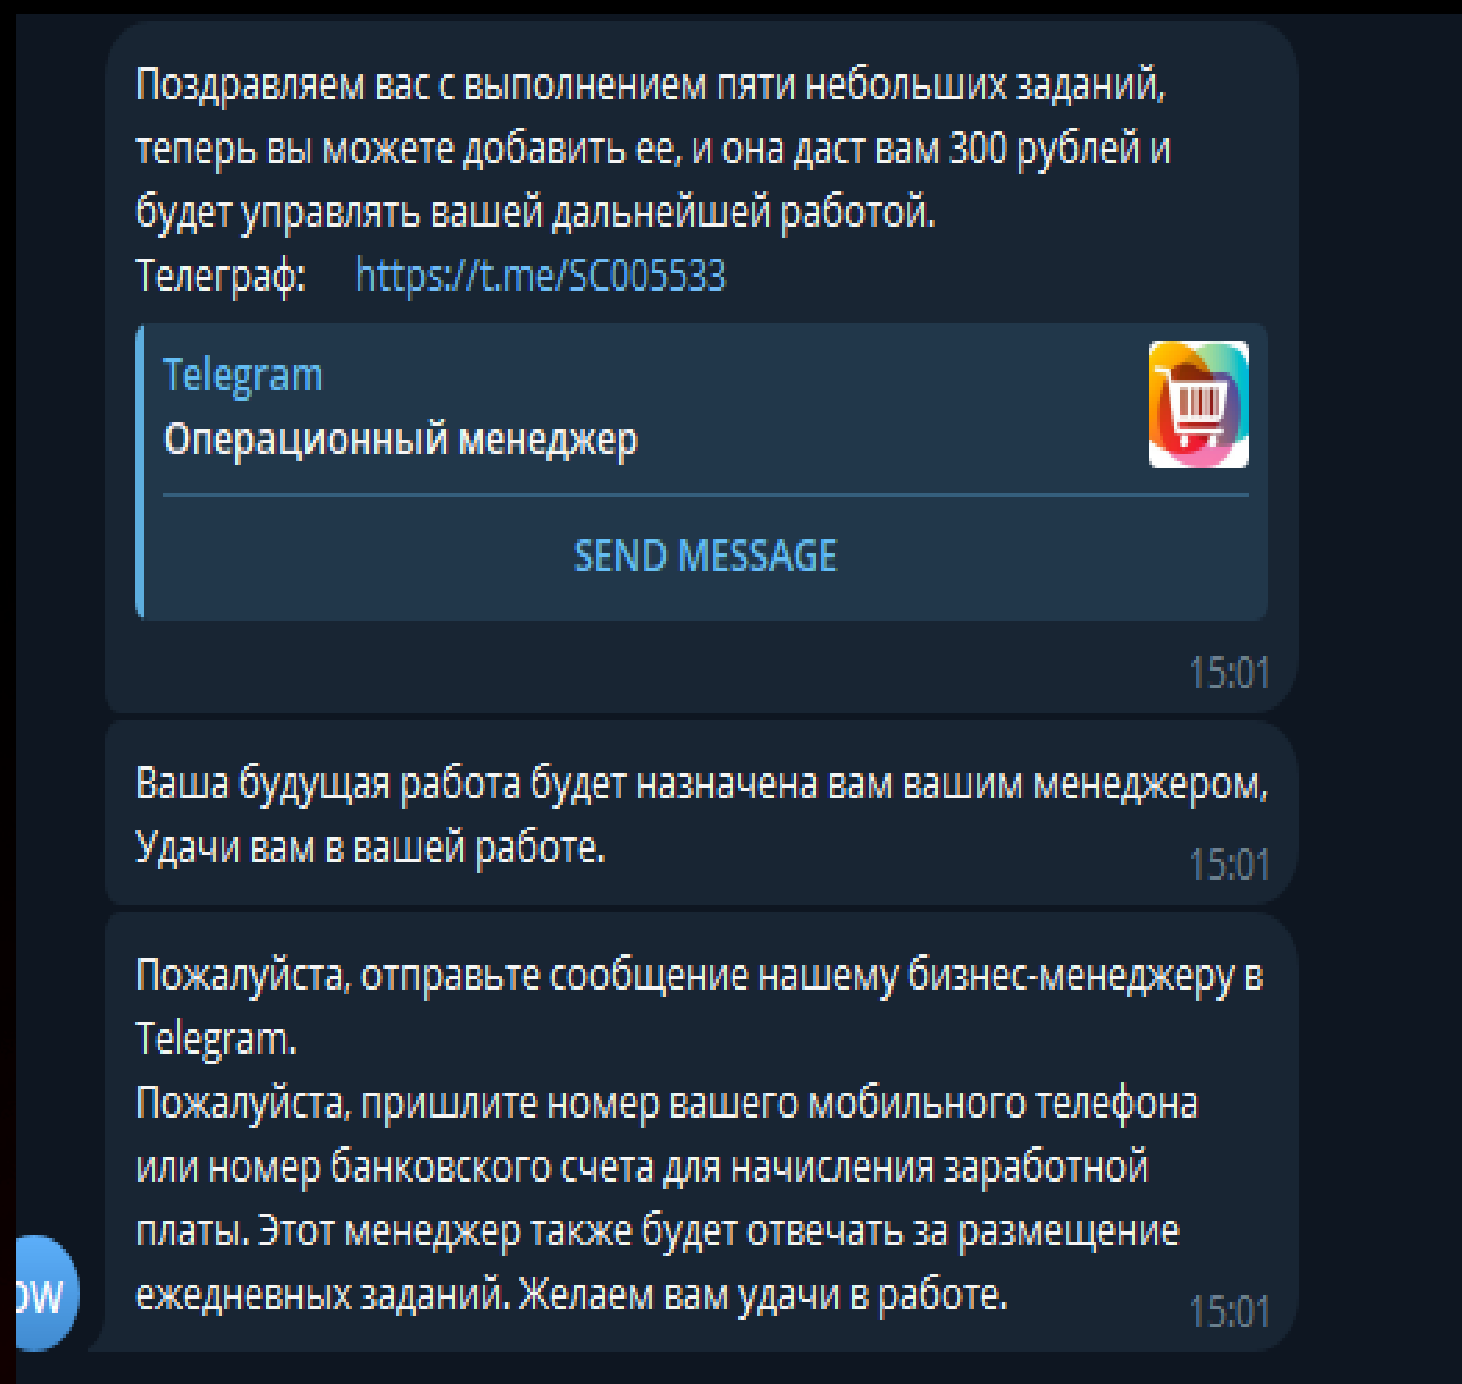 Поздравляем вас с выполнением пяти небольших заданий,
теперь вы можете добавить ее, и она даст вам 300 рублей и
будет управлять вашей дальнейшей работой.
Телеграф: https://t.me/SC005533
Telegram
Операционный менеджер
SEND MESSAGE
15:01
Ваша будущая работа будет назначена вам вашим менеджером,
Удачи вам в вашей работе.
15:01
Пожалуйста, отправьте сообщение нашему бизнес-менеджеру в
Telegram.
Пожалуйста, пришлите номер вашего мобильного телефона
или номер банковского счета для начисления заработной
платы. Этот менеджер также будет отвечать за размещение
ежедневных заданий. Желаем вам удачи в работе.
15:01